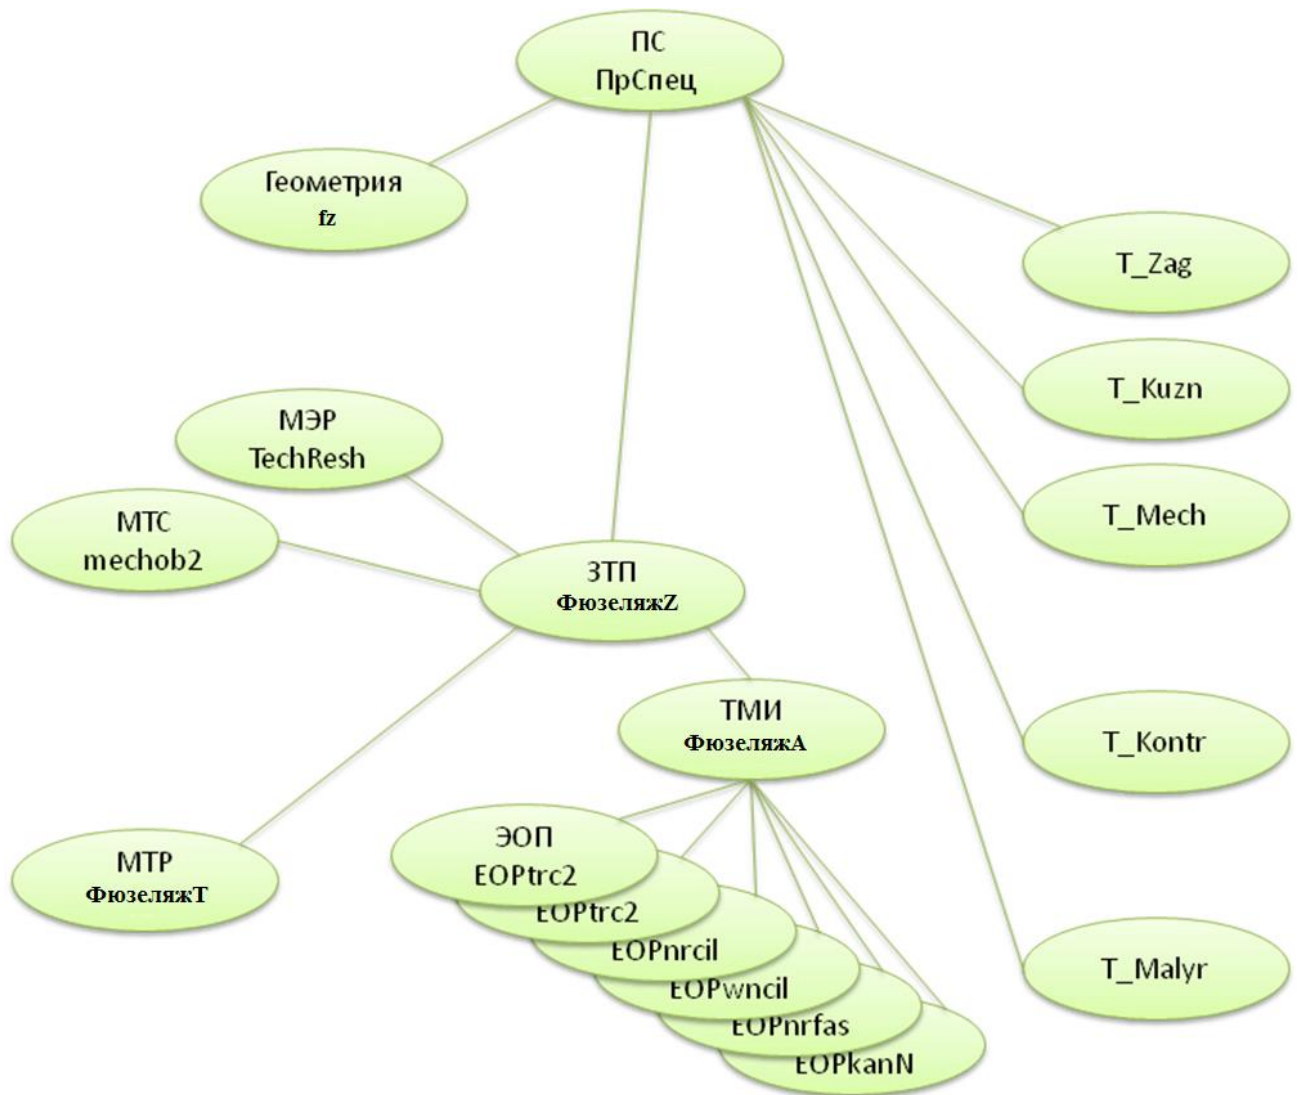 ПС
ПрСпец
Геометрия
fz
T_Zag
T_Kuzn
МЭР
TechResh
T_Mech
МТС
mechob2
ЗТП
ФюзеляжZ
ТМИ
ФюзеляжА
T_Kontr
ЭОП
EOPtrc2
МТР
ФюзеляжТ
EOPtrc2
EOPnrcil
EOPwncil
EOPnrfas
EOPkanN
T_Malyr